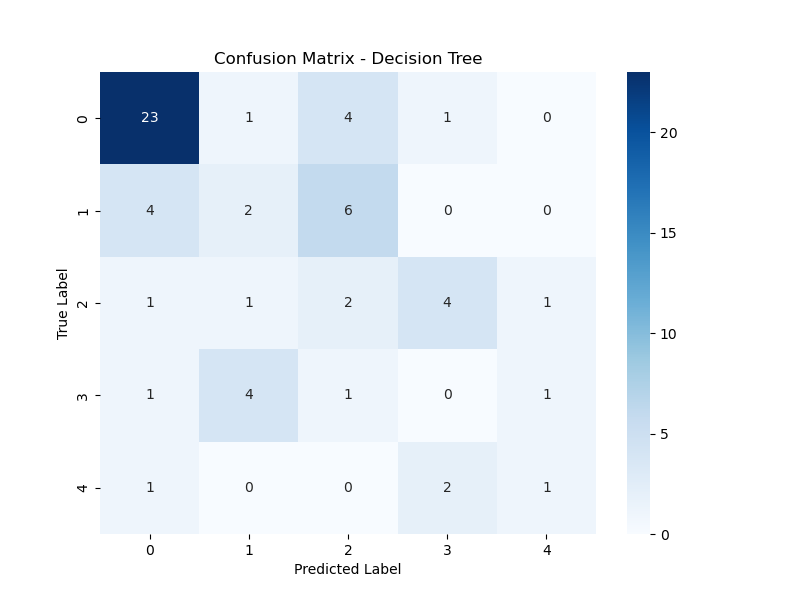 Confusion Matrix - Decision Tree
True Label
0 23 1 4 1 0
1 4 2 6 0 0
2 1 1 2 4 1
3 1 4 1 0 1
4 1 0 0 2 1
0 1 2 3 4
Predicted Label
20
15
10
5
0